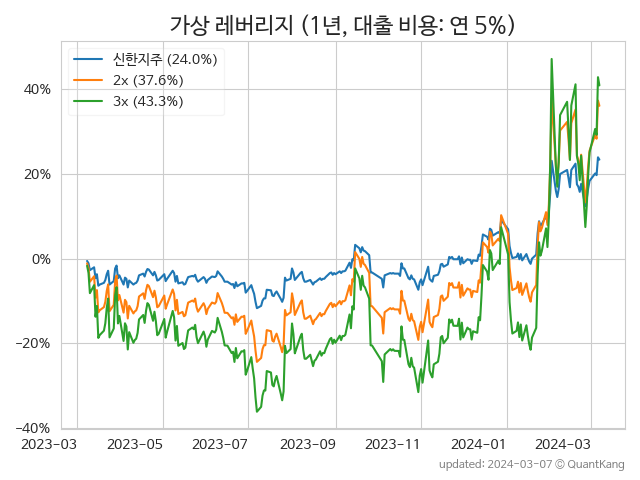 가상 레버리지 (1년, 대출 비용: 연 5%)
신한지주 (24.0%)
2x (37.6%)
3x (43.3%)
40%
20%
0%
−20%
−40%
2023-03 2023-05 2023-07 2023-09 2023-11 2024-01 2024-03
updated: 2024-03-07 © QuantKang